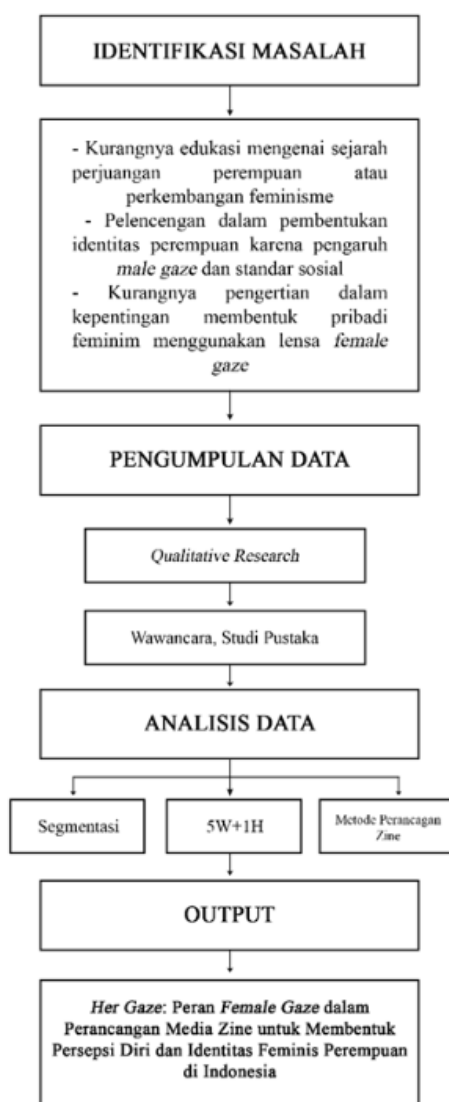 IDENTIFIKASI MASALAH
- Kurangnya edukasi mengenai sejarah
perjuangan perempuan atau
perkembangan feminisme
- Pelencengan dalam pembentukan
identitas perempuan karena pengaruh
male gaze dan standar sosial
- Kurangnya pengertian dalam
kepentingan membentuk pribadi
feminim menggunakan lensa female
gaze
PENGUMPULAN DATA
Qualitative Research
Wawancara, Studi Pustaka
ANALISIS DATA
Segmentasi
5W+1H
Metode Perancagan
Zine
OUTPUT
Her Gaze: Peran Female Gaze dalam
Perancangan Media Zine untuk Membentuk
Persepsi Diri dan Identitas Feminis Perempuan
di Indonesia